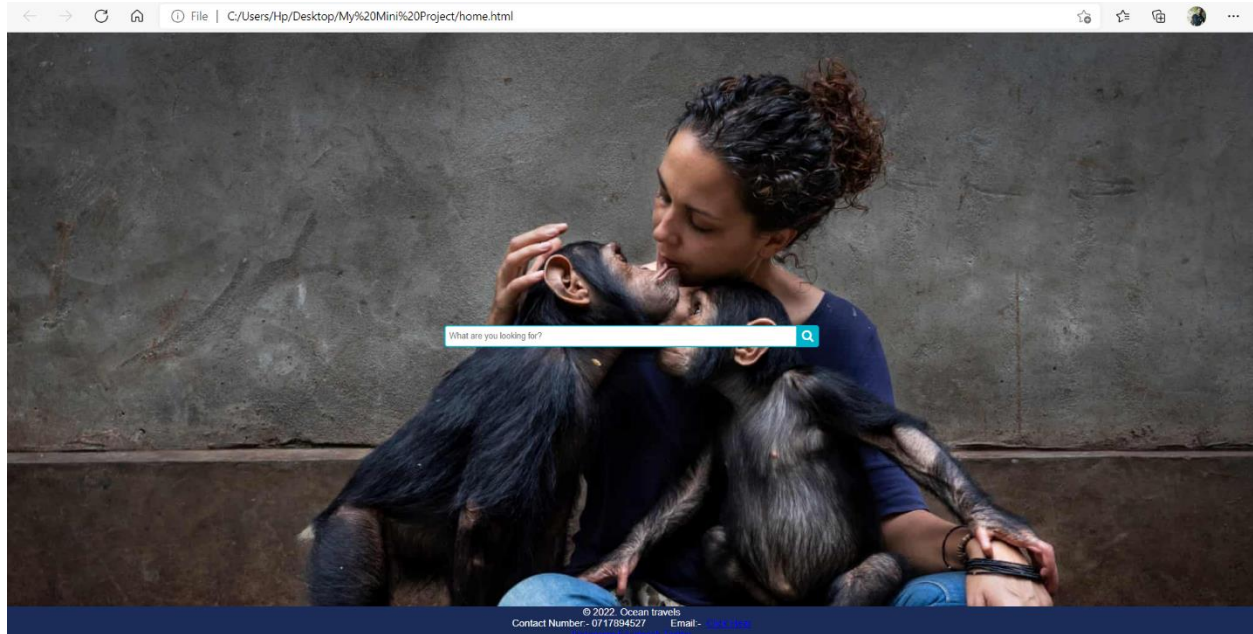 File | C:/Users/Hp/Desktop/My%20Mini%20Project/home.html
What are you looking for?
© 2022. Ocean travels
Contact Number:- 0717894527 Email:-